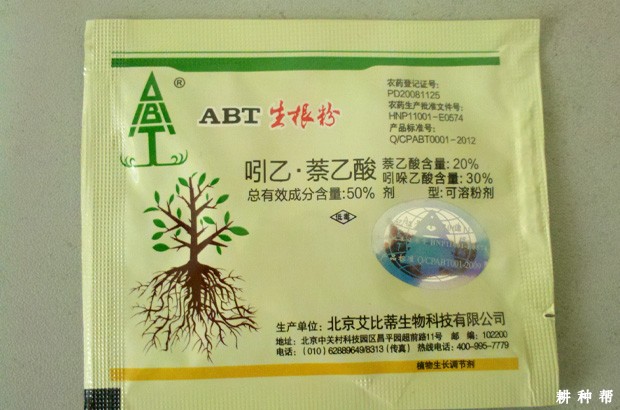 ABT
®
ABT 生根粉
农药登记证号:
PD20081125
农药生产批准文件号:
HNP11001-E0574
产品标准号:
Q/CPABT0001-2012
吲乙·萘乙酸
萘乙酸含量:20%
吲哚乙酸含量:30%
总有效成分含量:50%
剂 型:可溶粉剂
低毒
Q/CPABT0001-2009
生产单位: 北京艾比蒂生物科技有限公司
地址: 北京中关村科技园区昌平园超前路11号 邮 编: 102200
电话: (010) 62889649/8313 (传真) 热线电话: 400-995-7779
植物生长调节剂
耕种帮